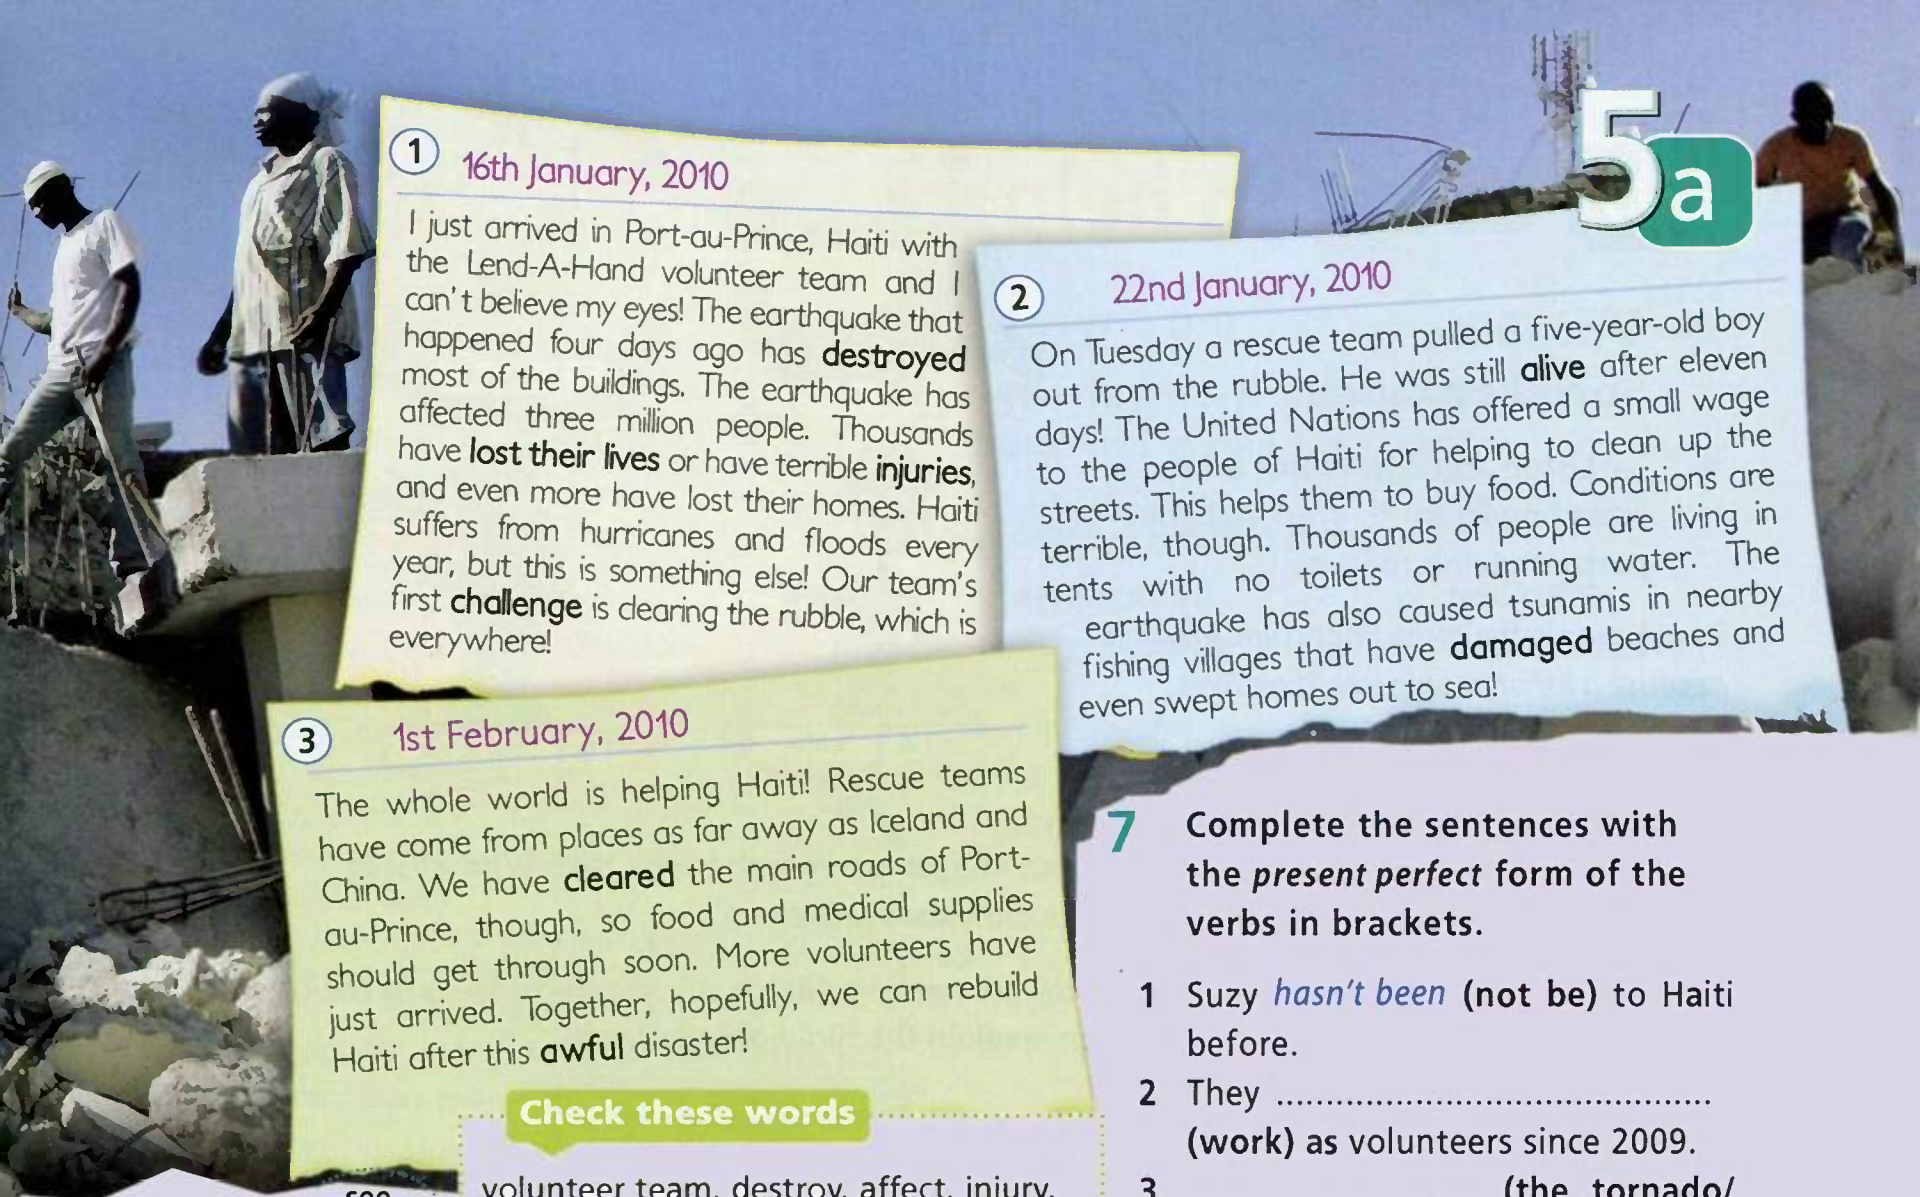 5a
1
16th January, 2010
I just arrived in Port-au-Prince, Haiti with
the Lend-A-Hand volunteer team and I
can't believe my eyes! The earthquake that
happened four days ago has destroyed
most of the buildings. The earthquake has
affected three million people. Thousands
have lost their lives or have terrible injuries,
and even more have lost their homes. Haiti
suffers from hurricanes and floods every
year, but this is something else! Our team's
first challenge is clearing the rubble, which is
everywhere!
2
22nd January, 2010
On Tuesday a rescue team pulled a five-year-old boy
out from the rubble. He was still alive after eleven
days! The United Nations has offered a small wage
to the people of Haiti for helping to clean up the
streets. This helps them to buy food. Conditions are
terrible, though. Thousands of people are living in
tents with no toilets or running water. The
earthquake has also caused tsunamis in nearby
fishing villages that have damaged beaches and
even swept homes out to sea!
3
1st February, 2010
The whole world is helping Haiti! Rescue teams
have come from places as far away as Iceland and
China. We have cleared the main roads of Port-
au-Prince, though, so food and medical supplies
should get through soon. More volunteers have
just arrived. Together, hopefully, we can rebuild
Haiti after this awful disaster!
Check these words
volunteer team, destroy, affect, injury,
7 Complete the sentences with
the present perfect form of the
verbs in brackets.
1 Suzy hasn't been (not be) to Haiti
before.
2 They ..........................................
(work) as volunteers since 2009.
3 (the tornado/